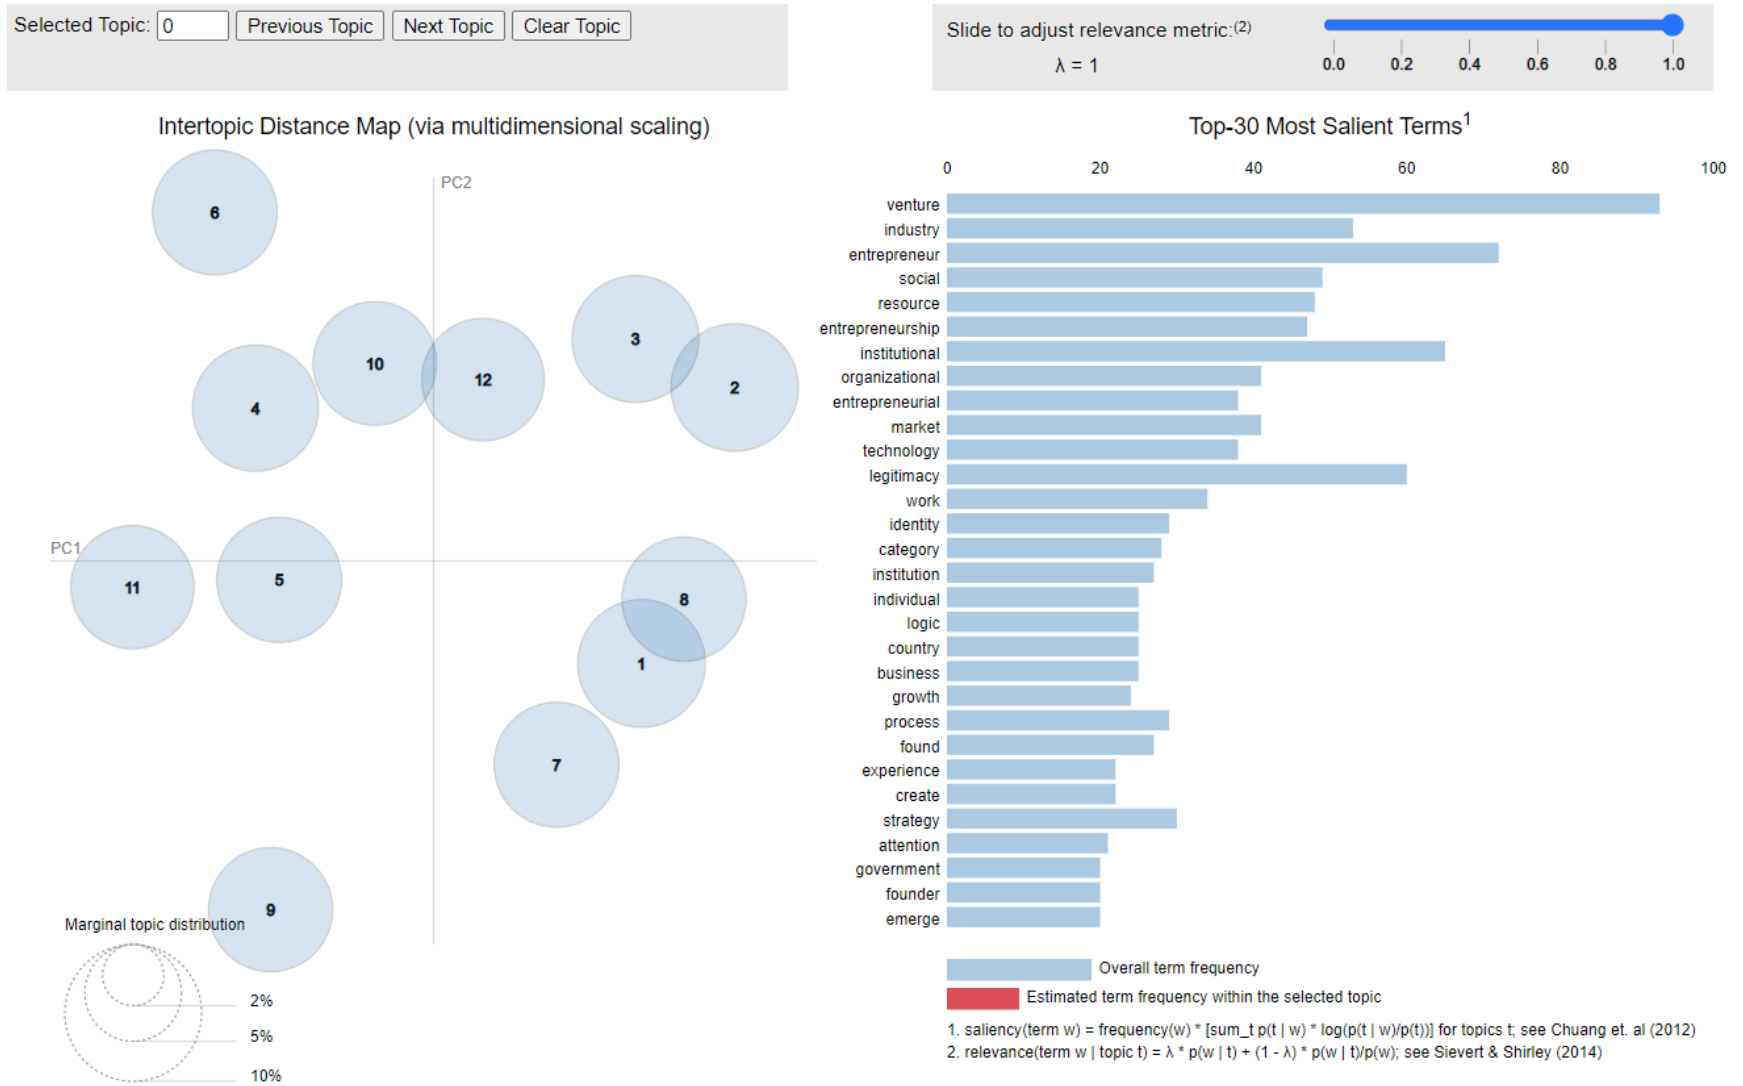 Selected Topic: 0 Previous Topic Next Topic Clear Topic
Slide to adjust relevance metric:(2)
λ = 1
0.0 0.2 0.4 0.6 0.8 1.0
Intertopic Distance Map (via multidimensional scaling)
PC2
6
3
10
12
2
4
PC1
5
11
8
1
7
9
Marginal topic distribution
2%
5%
10%
Top-30 Most Salient Terms1
0 20 40 60 80 100
venture
industry
entrepreneur
social
resource
entrepreneurship
institutional
organizational
entrepreneurial
market
technology
legitimacy
work
identity
category
institution
individual
logic
country
business
growth
process
found
experience
create
strategy
attention
government
founder
emerge
Overall term frequency
Estimated term frequency within the selected topic
1. saliency(term w) = frequency(w) * [sum_t p(t | w) * log(p(t | w)/p(t))] for topics t; see Chuang et. al (2012)
2. relevance(term w | topic t) = λ * p(w | t) + (1 - λ) * p(w | t)/p(w); see Sievert & Shirley (2014)